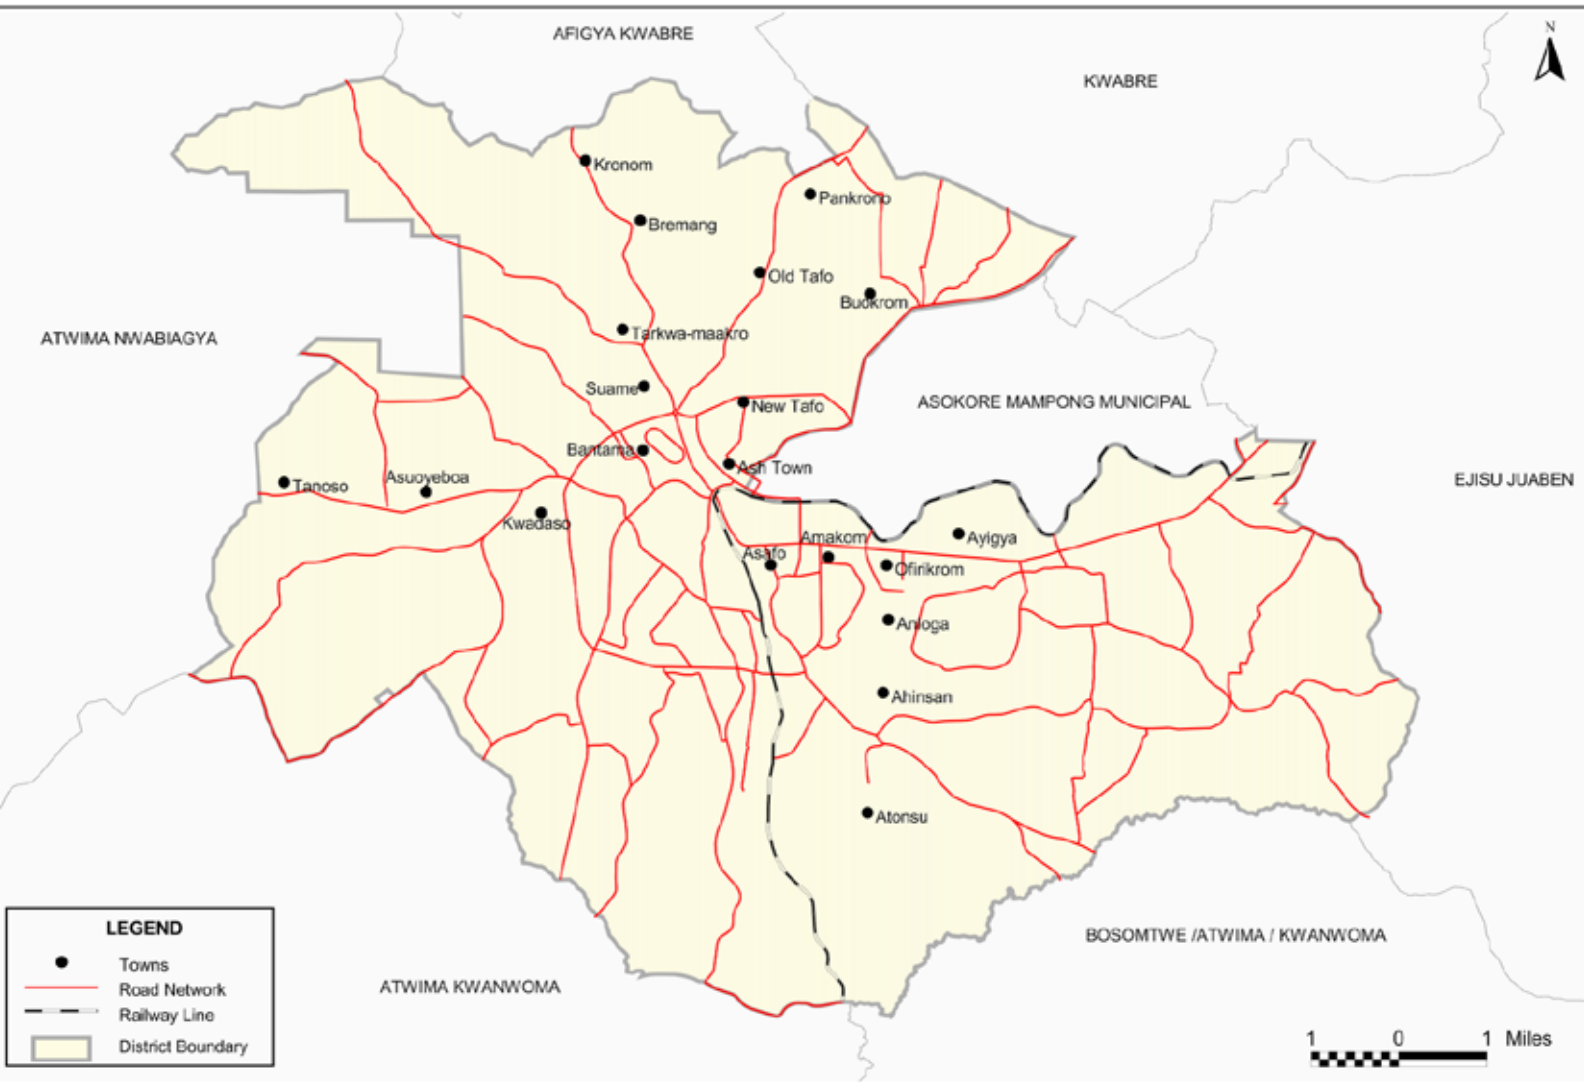 AFIGYA KWABRE
N
KWABRE
Kronom
Pankrono
Bremang
Old Tafo
Buokrom
ATWIMA NWABIAGYA
Tarkwa-maakro
Suame
ASOKORE MAMPONG MUNICIPAL
New Tafo
Bantama
Ash Town
Asuoyeboa
EJISU JUABEN
Tanoso
Kwadaso
Amakom
Ayigya
Asafo
Ofirikrom
Anloga
Ahinsan
Atonsu
BOSOMTWE /ATWIMA / KWANWOMA
ATWIMA KWANWOMA
LEGEND
Towns
Road Network
Railway Line
District Boundary
1 0 1 Miles